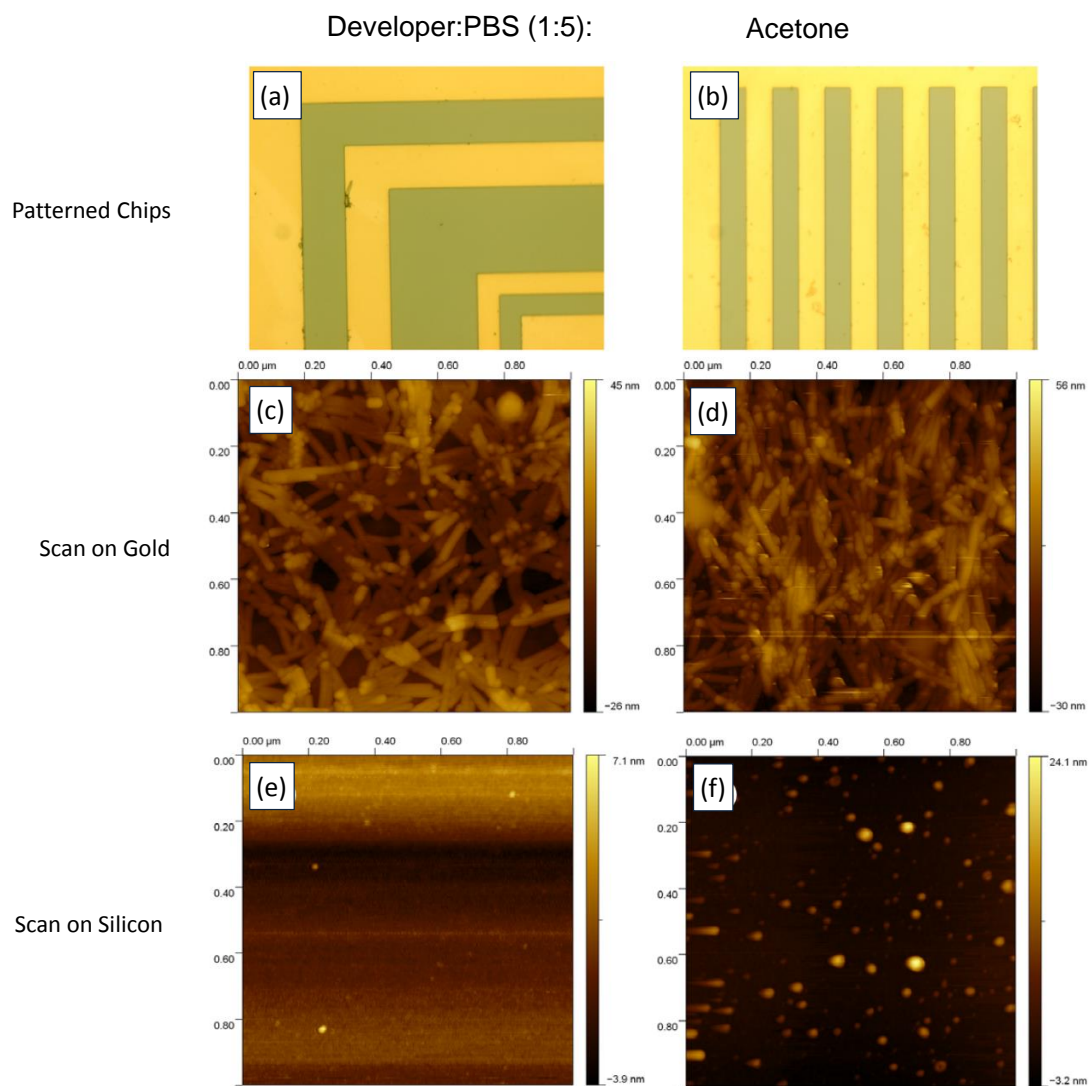 Developer:PBS (1:5): Acetone
(a) (b)
Patterned Chips
0.00 µm 0.20 0.40 0.60 0.80 0.00 µm 0.20 0.40 0.60 0.80
0.00 45 nm 0.00 56 nm
(c) (d)
0.20 0.20
0.40 0.40
Scan on Gold
0.60 0.60
0.80 0.80
−26 nm −30 nm
0.00 µm 0.20 0.40 0.60 0.80 0.00 µm 0.20 0.40 0.60 0.80
0.00 7.1 nm 0.00 24.1 nm
(e) (f)
0.20 0.20
0.40 0.40
Scan on Silicon
0.60 0.60
0.80 0.80
−3.9 nm −3.2 nm